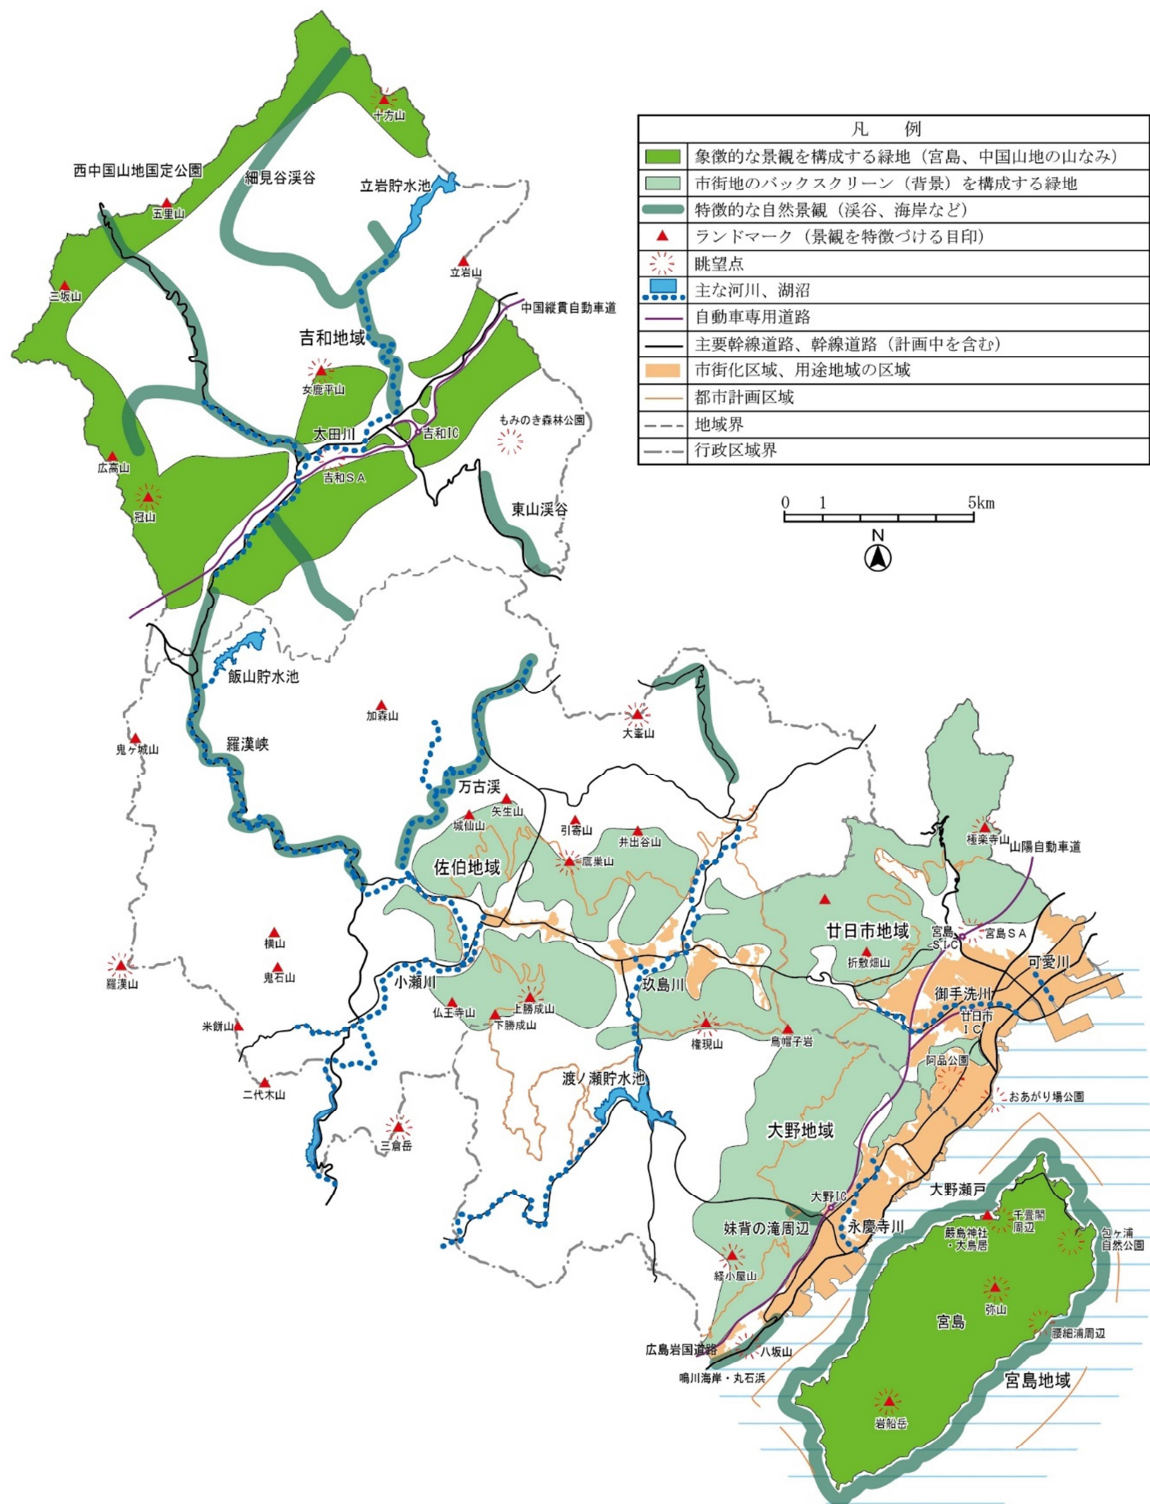 凡　例
象徴的な景観を構成する緑地（宮島、中国山地の山なみ）
市街地のバックスクリーン（背景）を構成する緑地
特徴的な自然景観（渓谷、海岸など）
ランドマーク（景観を特徴づける目印）
眺望点
主な河川、湖沼
自動車専用道路
主要幹線道路、幹線道路（計画中を含む）
市街化区域、用途地域の区域
都市計画区域
地域界
行政区域界
0 1 5km
N
十方山
西中国山地国定公園
細見谷渓谷
立岩貯水池
五里山
立岩山
三坂山
中国縦貫自動車道
吉和地域
女鹿平山
もみのき森林公園
太田川
吉和IC
広高山
吉和SA
冠山
東山渓谷
飯山貯水池
加森山
大峯山
鬼ヶ城山
羅漢峡
万古渓
矢生山
城仙山
引寄山
井出谷山
極楽寺山
山陽自動車道
佐伯地域
鷹巣山
廿日市地域
宮島
SIC
宮島SA
横山
折敷畑山
可愛川
鬼石山
羅漢山
小瀬川
玖島川
御手洗川
仏王寺山
上勝成山
下勝成山
廿日市
IC
米餅山
権現山
烏帽子岩
阿品公園
二代木山
渡ノ瀬貯水池
おあがり場公園
三倉岳
大野地域
大野瀬戸
大野IC
妹背の滝周辺
永慶寺川
厳島神社
・大鳥居
千畳閣
周辺
包ヶ浦
自然公園
経小屋山
弥山
宮島
腰細浦周辺
広島岩国道路
八坂山
鳴川海岸・丸石浜
宮島地域
岩船岳